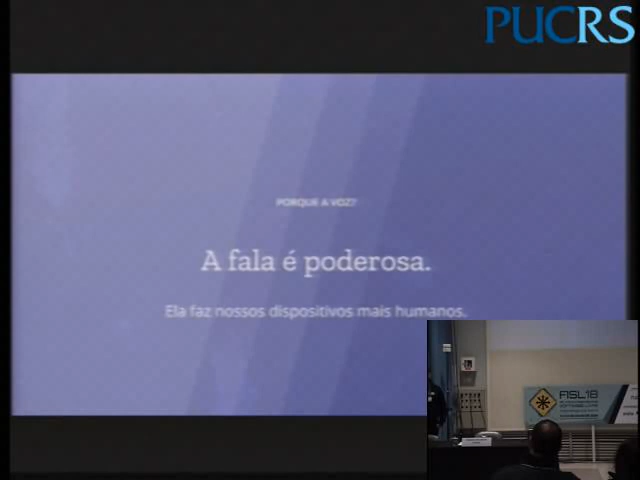 PUCRS
PORQUE A VOZ?
A fala é poderosa.
Ela faz nossos dispositivos mais humanos.
FISL18